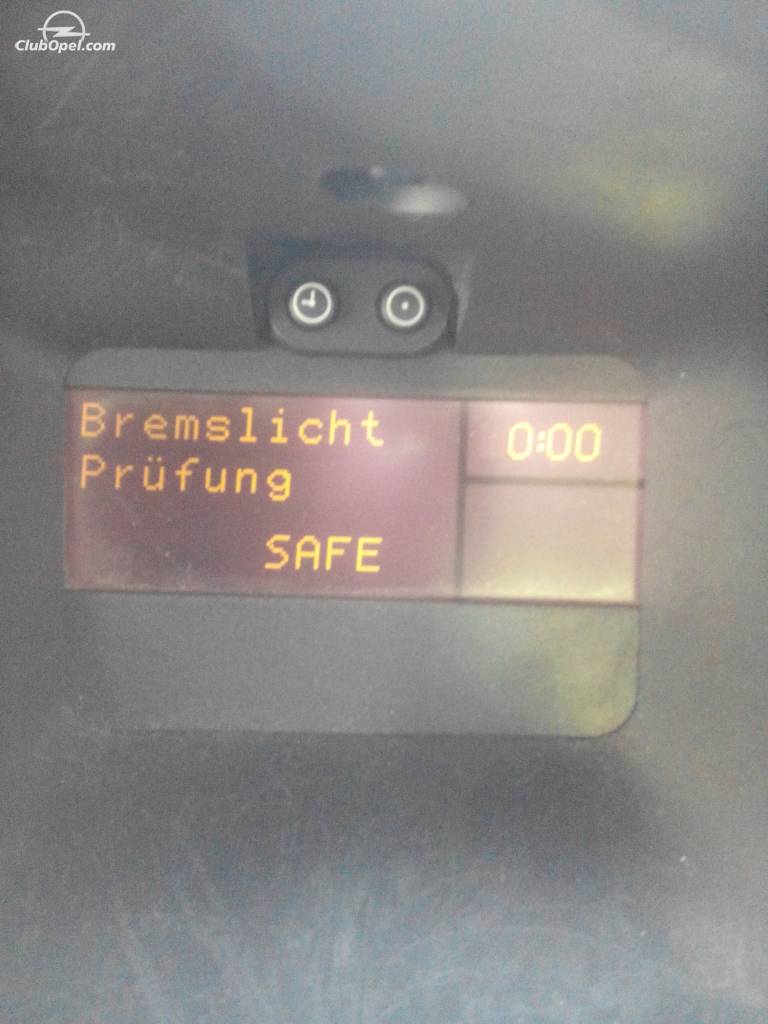 ClubOpel.com
Bremslicht
Prüfung
SAFE
0:00